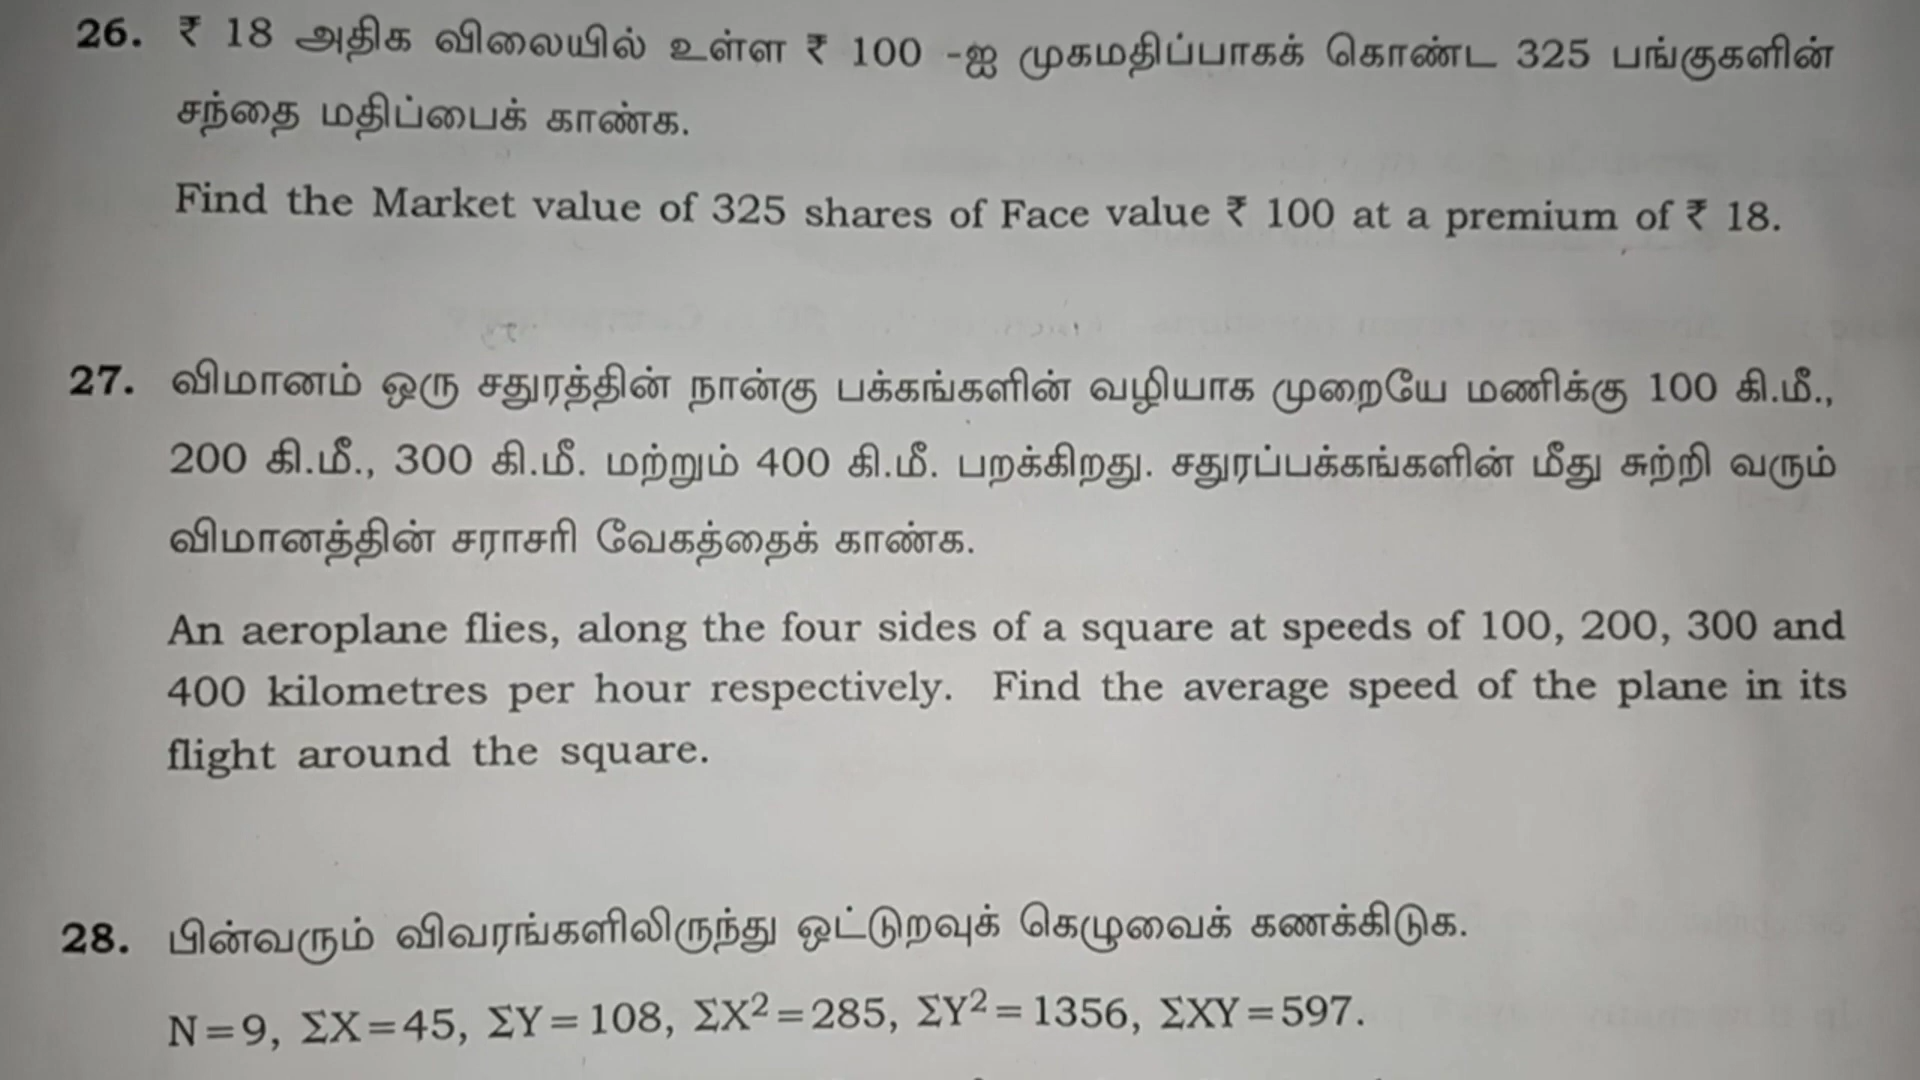 26. ₹ 18 அதிக விலையில் உள்ள ₹ 100 -ஐ முகமதிப்பாகக் கொண்ட 325 பங்குகளின்
சந்தை மதிப்பைக் காண்க.
Find the Market value of 325 shares of Face value ₹ 100 at a premium of ₹ 18.
27. விமானம் ஒரு சதுரத்தின் நான்கு பக்கங்களின் வழியாக முறையே மணிக்கு 100 கி.மீ.,
200 கி.மீ., 300 கி.மீ. மற்றும் 400 கி.மீ. பறக்கிறது. சதுரப்பக்கங்களின் மீது சுற்றி வரும்
விமானத்தின் சராசரி வேகத்தைக் காண்க.
An aeroplane flies, along the four sides of a square at speeds of 100, 200, 300 and
400 kilometres per hour respectively. Find the average speed of the plane in its
flight around the square.
28. பின்வரும் விவரங்களிலிருந்து ஒட்டுறவுக் கெழுவைக் கணக்கிடுக.
N=9, ΣX=45, ΣY=108, ΣX²=285, ΣY²=1356, ΣXY=597.